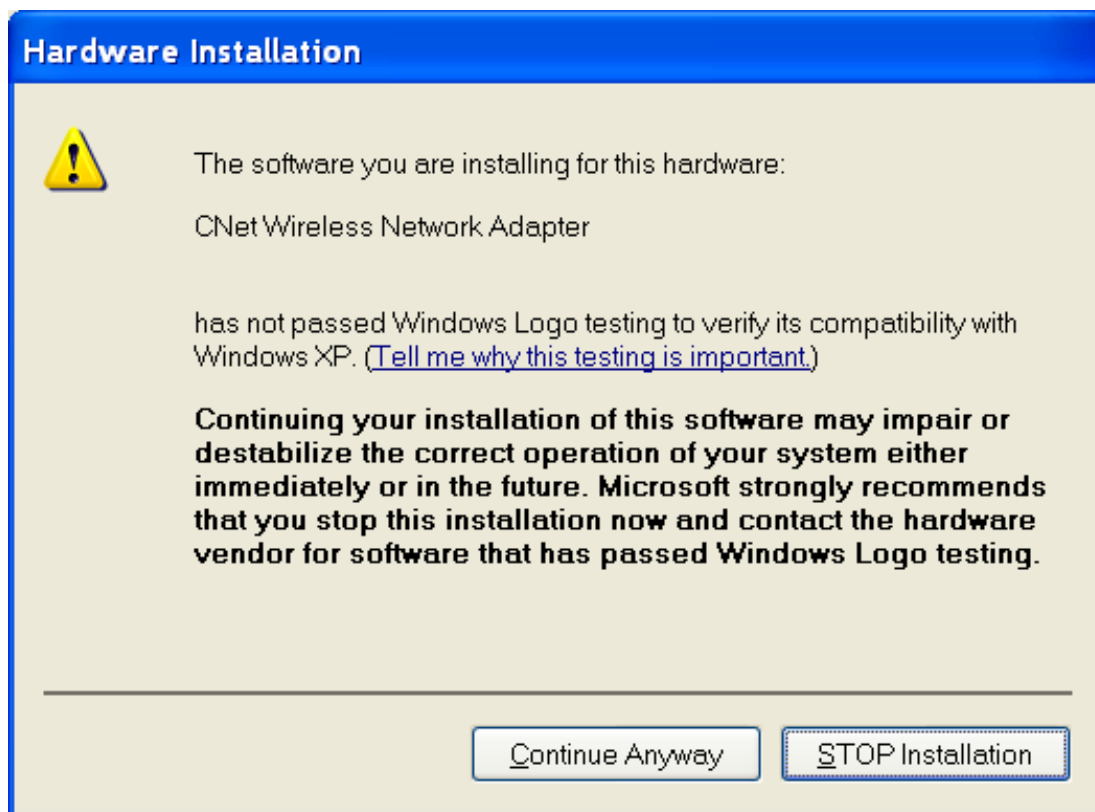 Hardware Installation
The software you are installing for this hardware:
CNet Wireless Network Adapter
has not passed Windows Logo testing to verify its compatibility with
Windows XP. (Tell me why this testing is important.)
Continuing your installation of this software may impair or
destabilize the correct operation of your system either
immediately or in the future. Microsoft strongly recommends
that you stop this installation now and contact the hardware
vendor for software that has passed Windows Logo testing.
Continue Anyway
STOP Installation